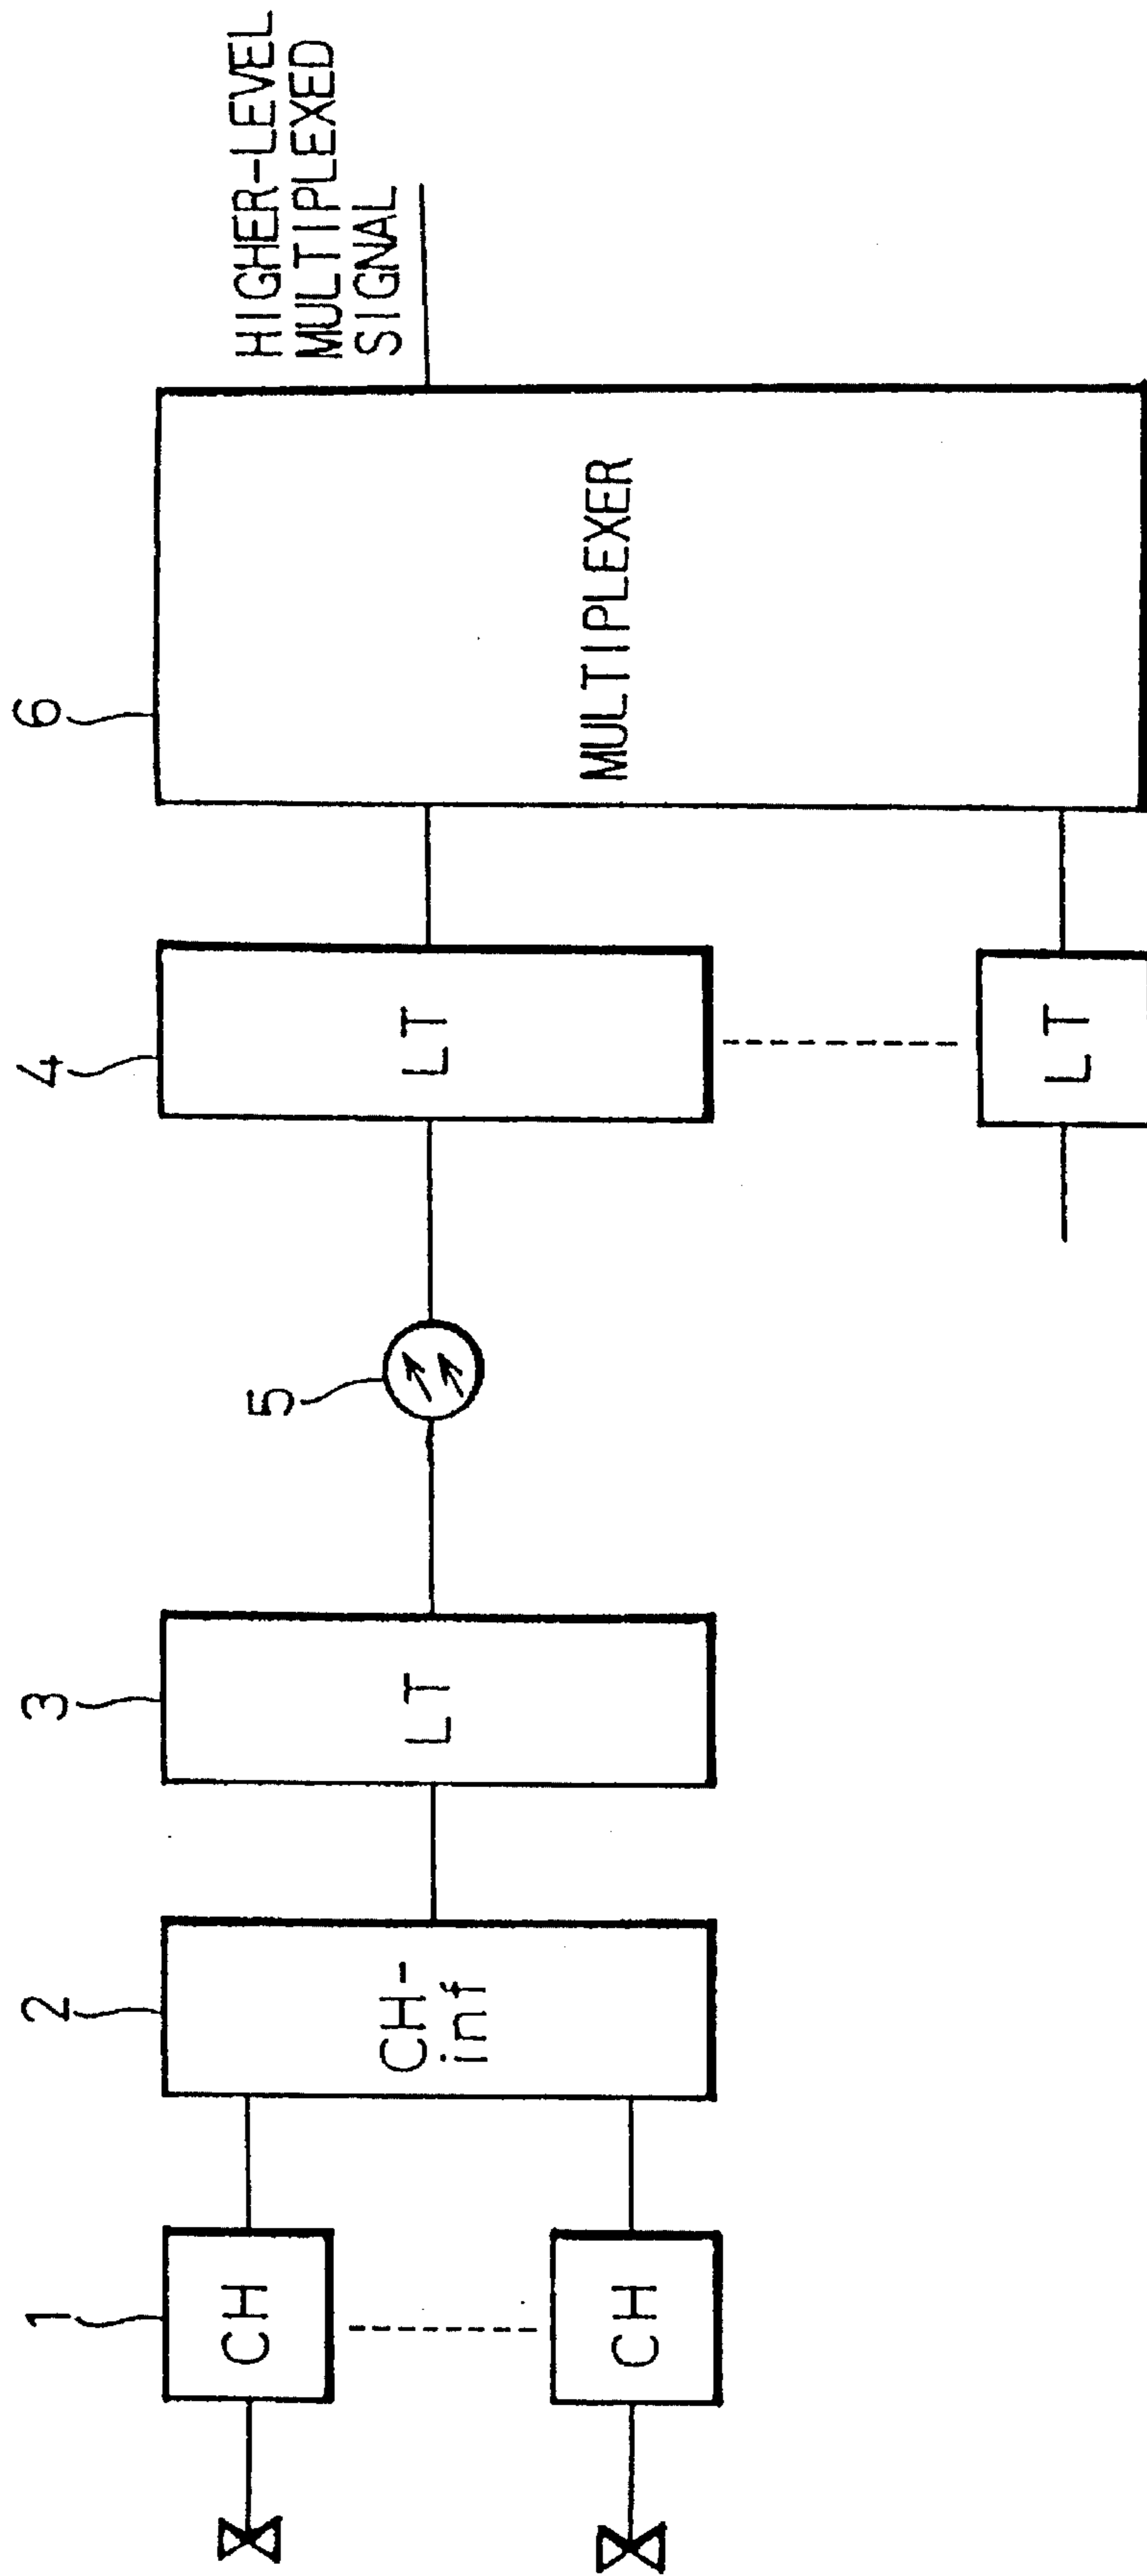 1
CH
CH
2
CH-
inf
3
LT
5
4
LT
LT
6
MULTIPLEXER
HIGHER-LEVEL
MULTIPLEXED
SIGNAL